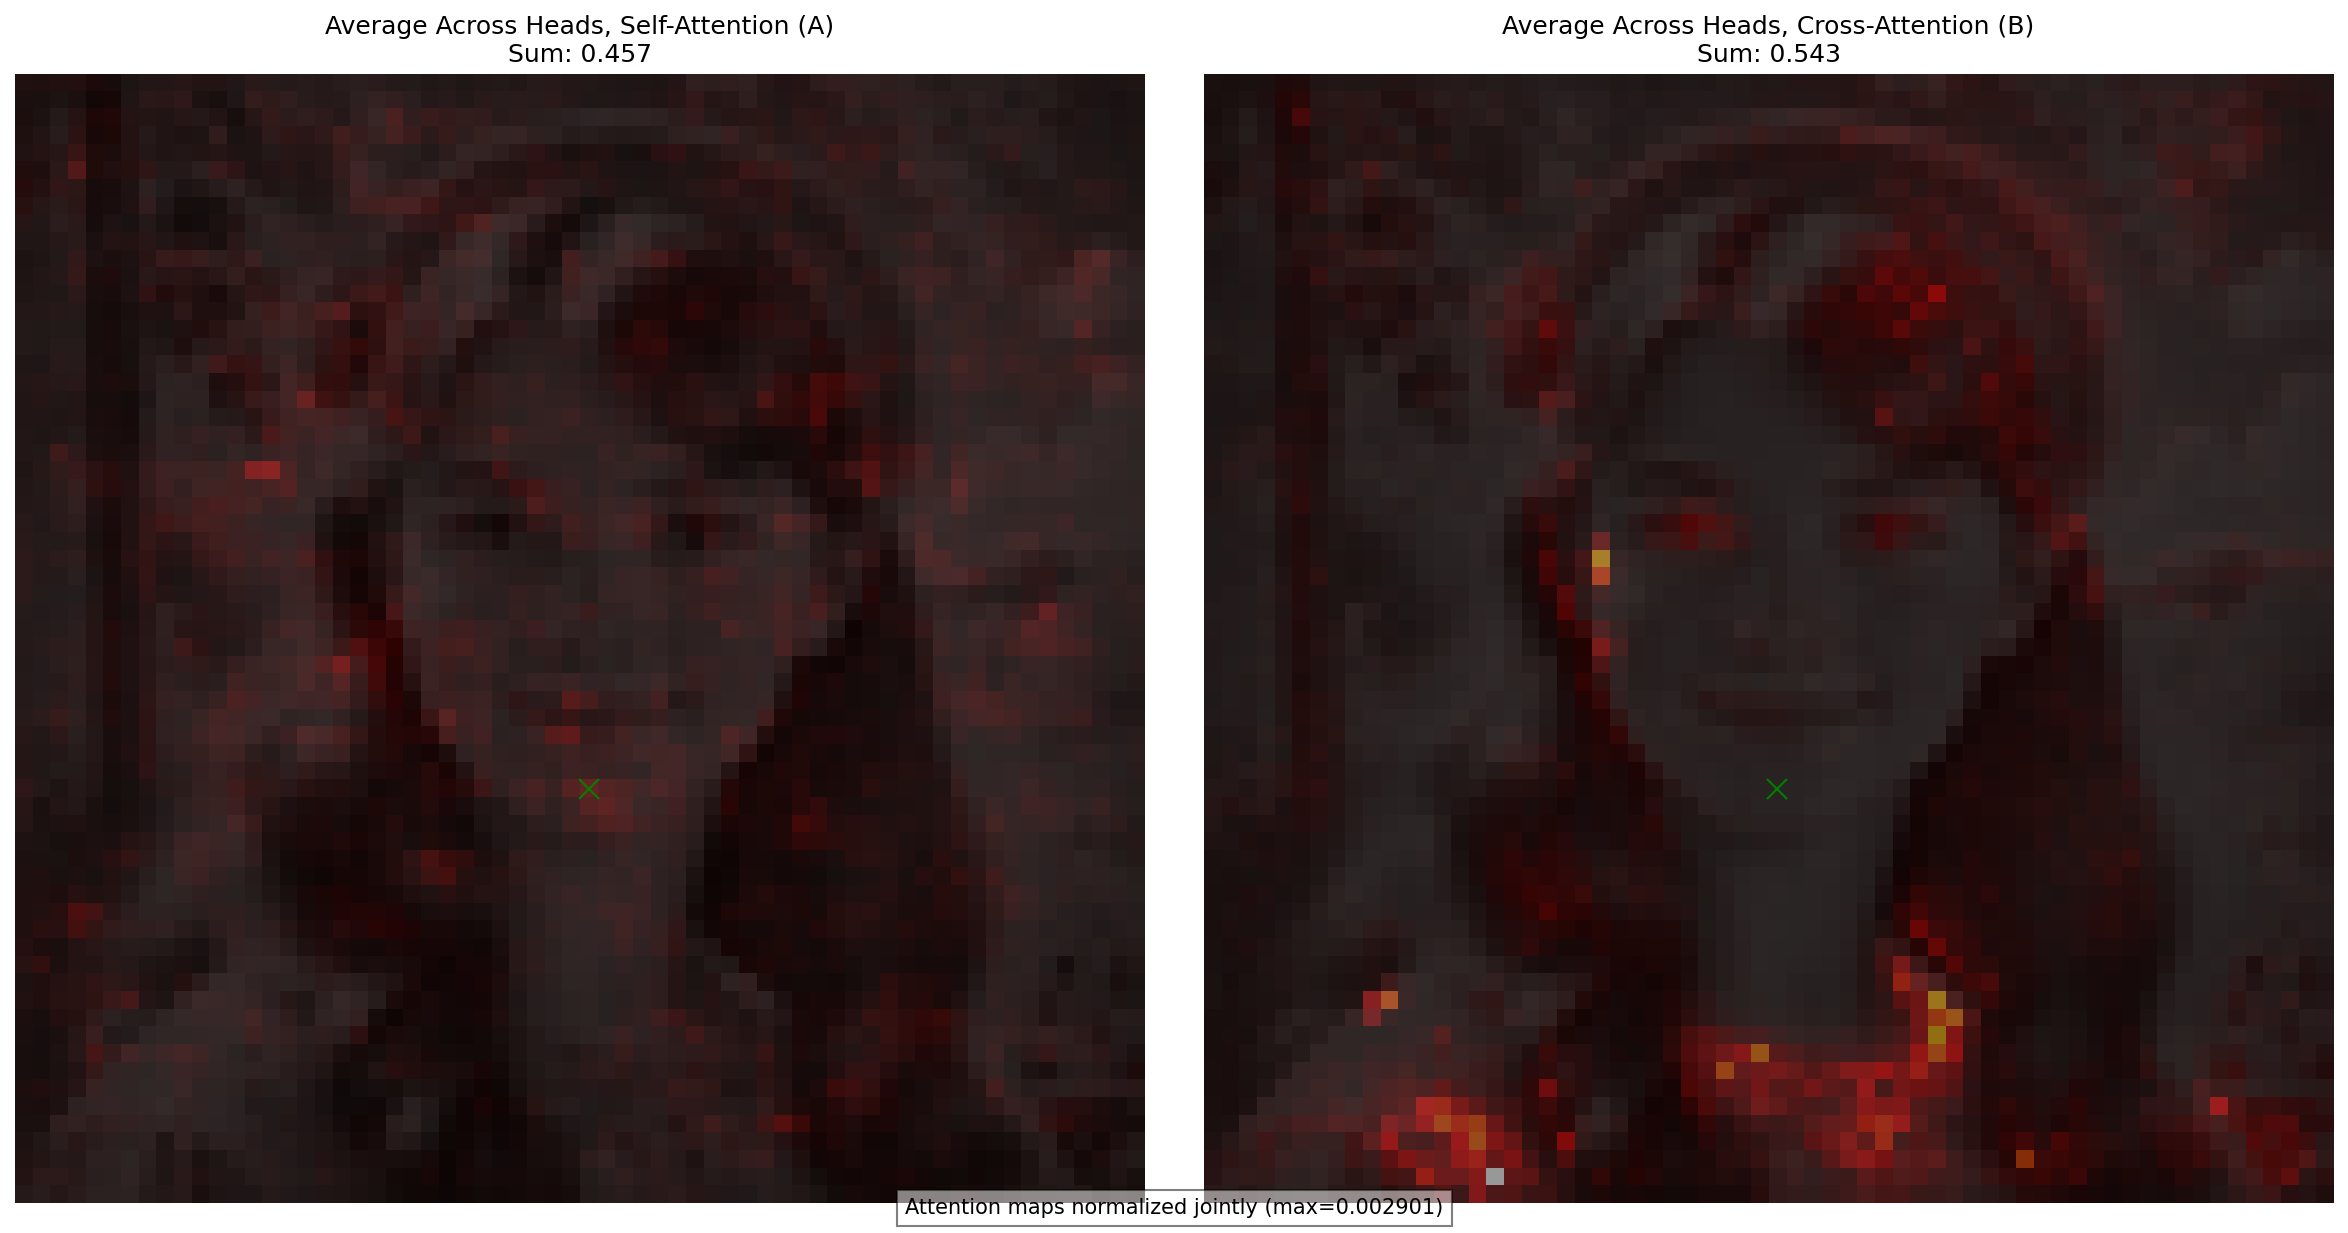 Average Across Heads, Self-Attention (A)
Sum: 0.457
Average Across Heads, Cross-Attention (B)
Sum: 0.543
Attention maps normalized jointly (max=0.002901)